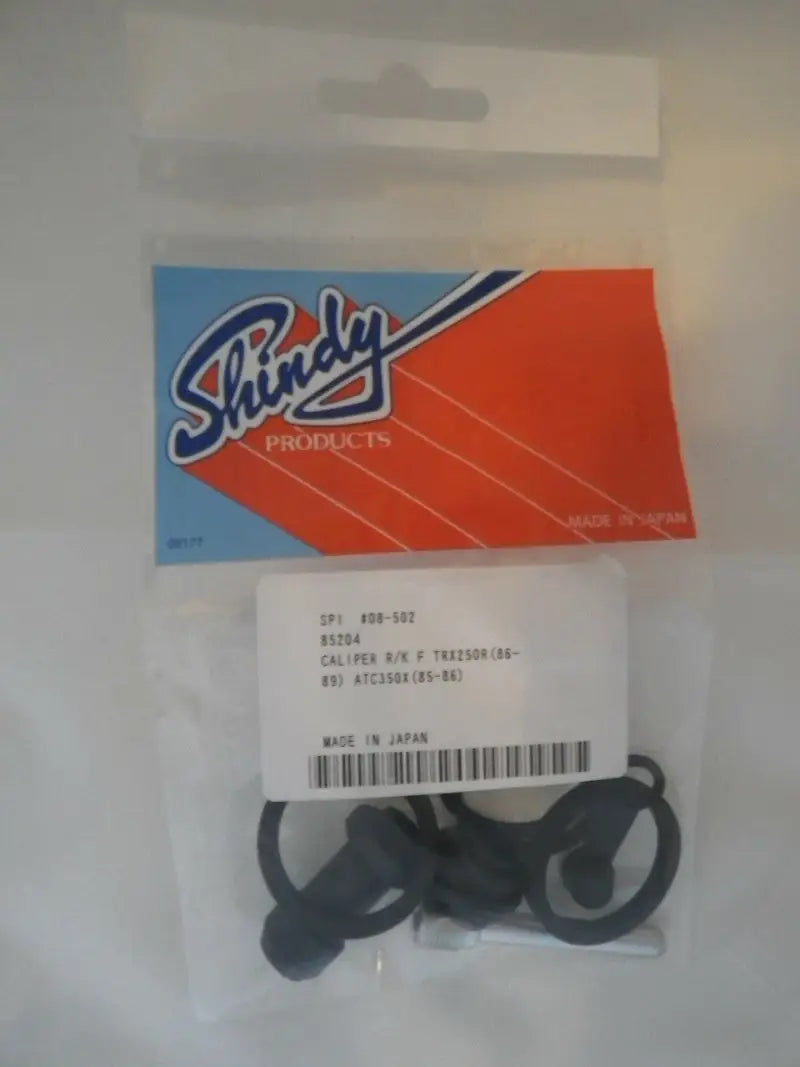 Shindy
PRODUCTS
MADE IN JAPAN
SPI #08-502
85204
CALIPER R/K F TRX250R(86-
89) ATC350X(85-86)
MADE IN JAPAN